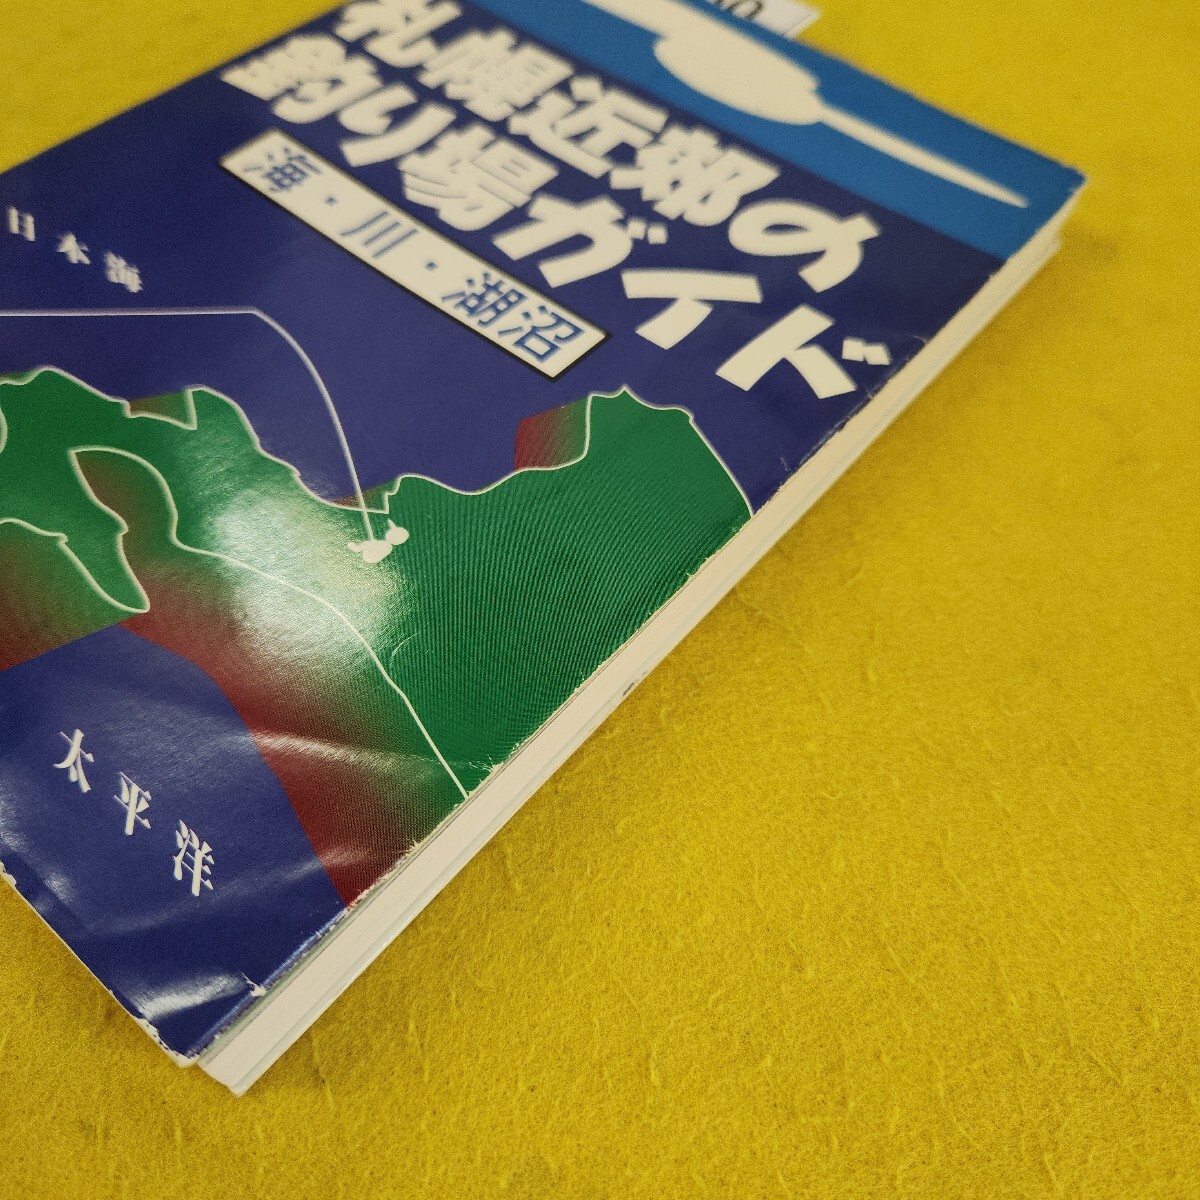 札幌近郊の
釣り場ガイド
海・川・湖沼
日本海
太平洋